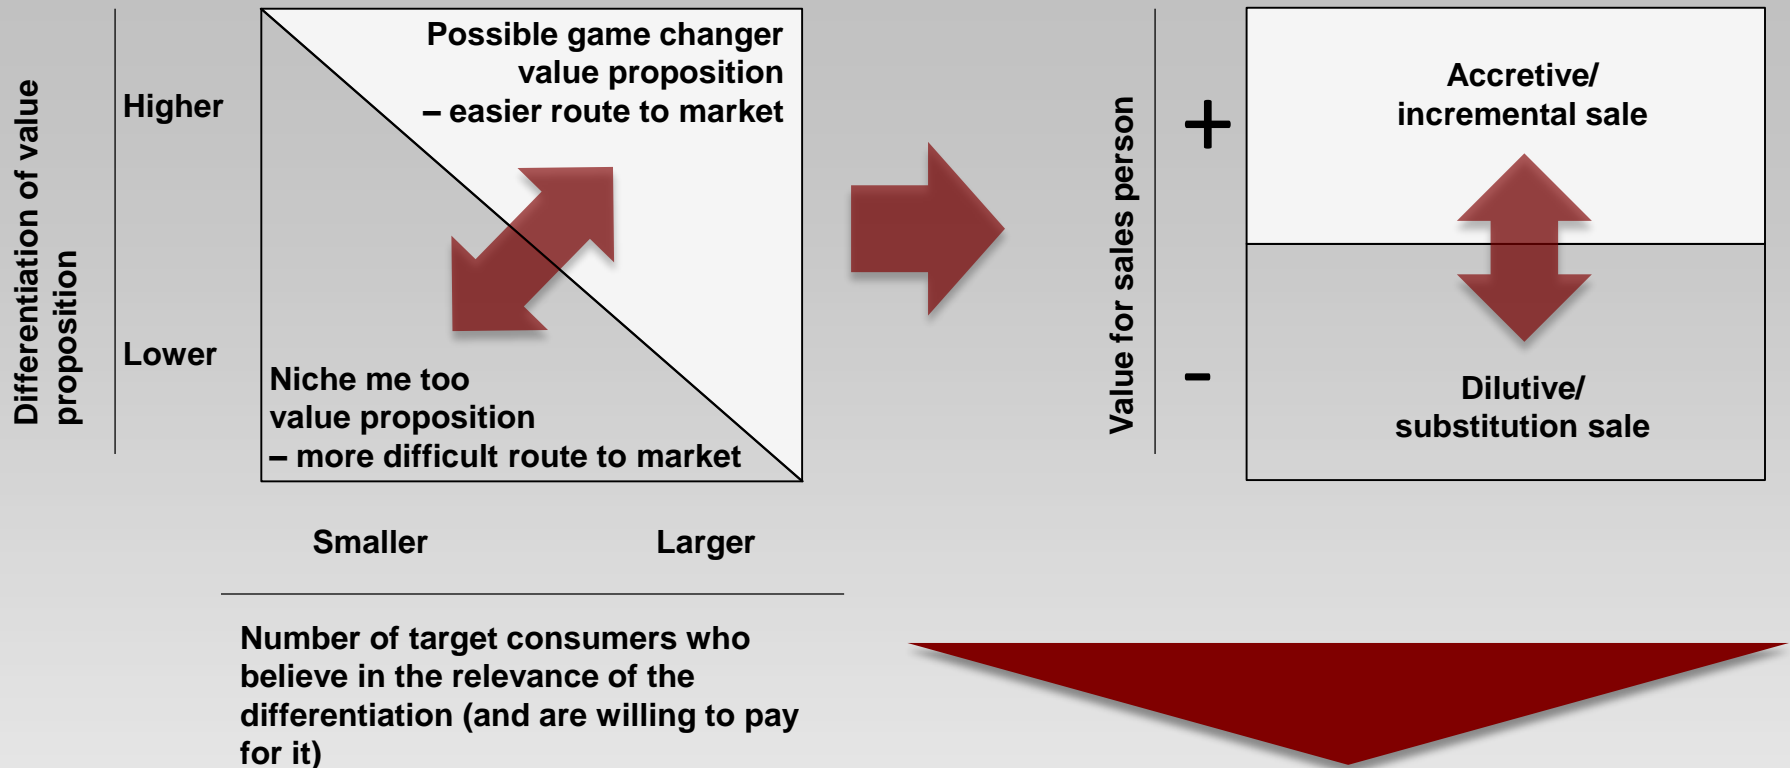 Differentiation of value
proposition
Higher
Lower
Possible game changer
value proposition
– easier route to market
Niche me too
value proposition
– more difficult route to market
Smaller
Larger
Number of target consumers who
believe in the relevance of the
differentiation (and are willing to pay
for it)
Value for sales person
+
-
Accretive/
incremental sale
Dilutive/
substitution sale